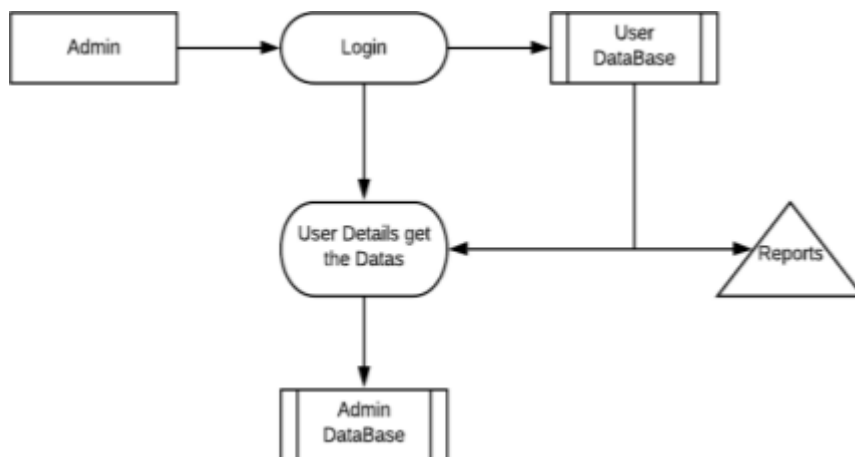 Admin
Login
User
DataBase
User Details get
the Datas
Reports
Admin
DataBase